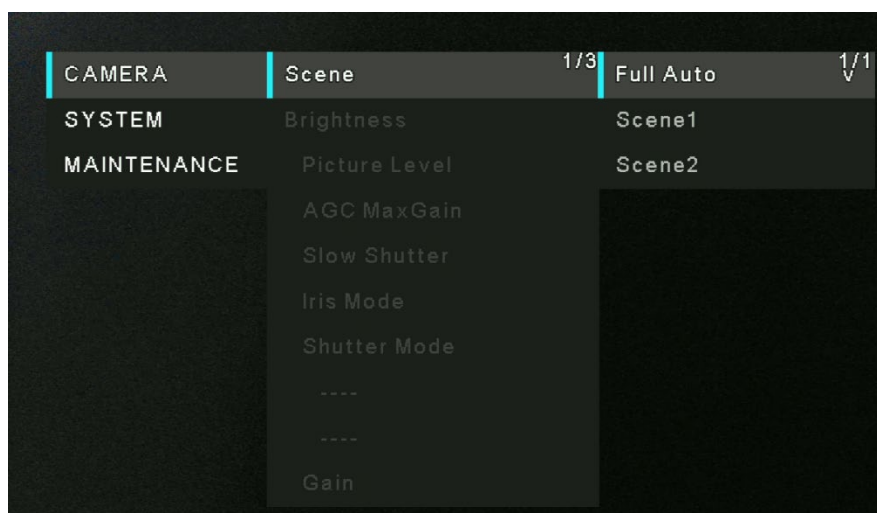 CAMERA
SYSTEM
MAINTENANCE
Scene 1/3
Brightness
Picture Level
AGC MaxGain
Slow Shutter
Iris Mode
Shutter Mode
----
----
Gain
Full Auto 1/1
Scene1
Scene2